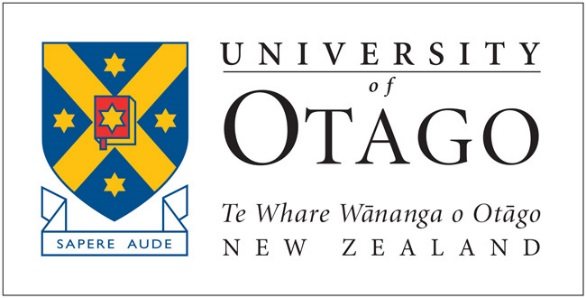 UNIVERSITY
of
OTAGO
Te Whare Wānanga o Otāgo
NEW ZEALAND
SAPERE AUDE